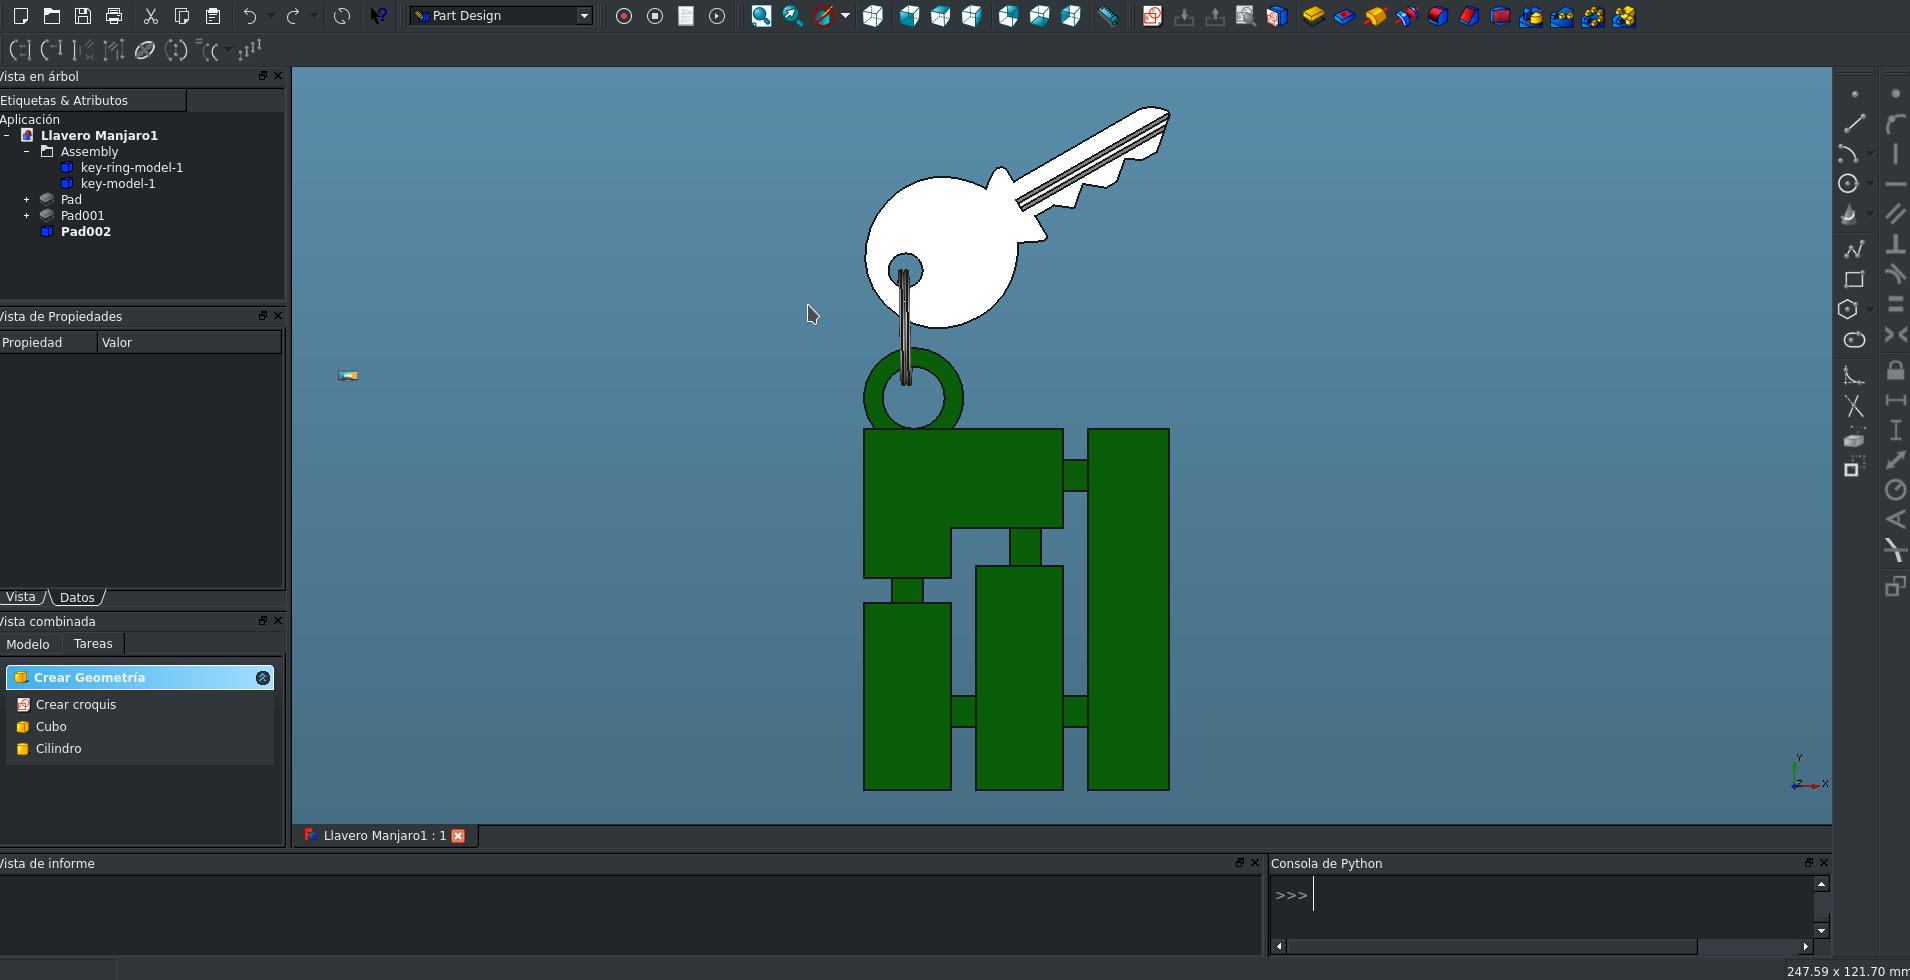 Part Design
Vista en árbol
Etiquetas & Atributos
Aplicación
Llavero Manjaro1
Assembly
key-ring-model-1
key-model-1
Pad
Pad001
Pad002
Vista de Propiedades
Propiedad Valor
Vista Datos
Vista combinada
Modelo Tareas
Crear Geometría
Crear croquis
Cubo
Cilindro
Y
Z X
Llavero Manjaro1 : 1
Vista de informe
Consola de Python
>>>
247.59 x 121.70 mm